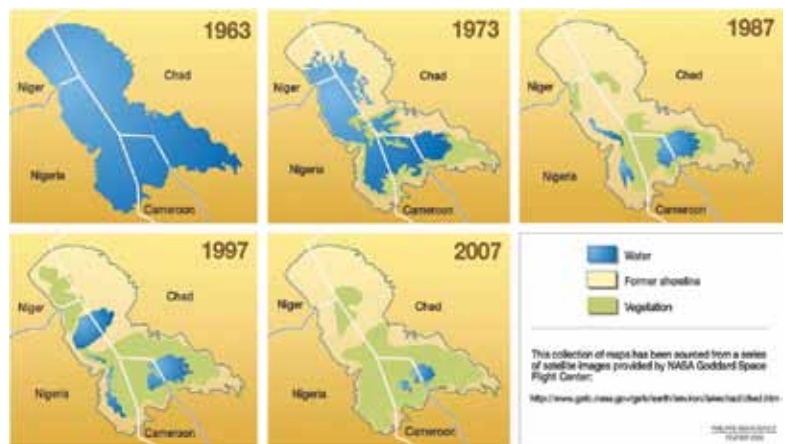 1963
Chad
Niger
Nigeria
Cameroon
1973
Chad
Niger
Nigeria
Cameroon
1987
Chad
Niger
Nigeria
Cameroon
1997
Chad
Niger
Nigeria
Cameroon
2007
Chad
Niger
Nigeria
Cameroon
Water
Former shoreline
Vegetation
This collection of maps has been sourced from a series
of satellite images provided by NASA Goddard Space
Flight Center: